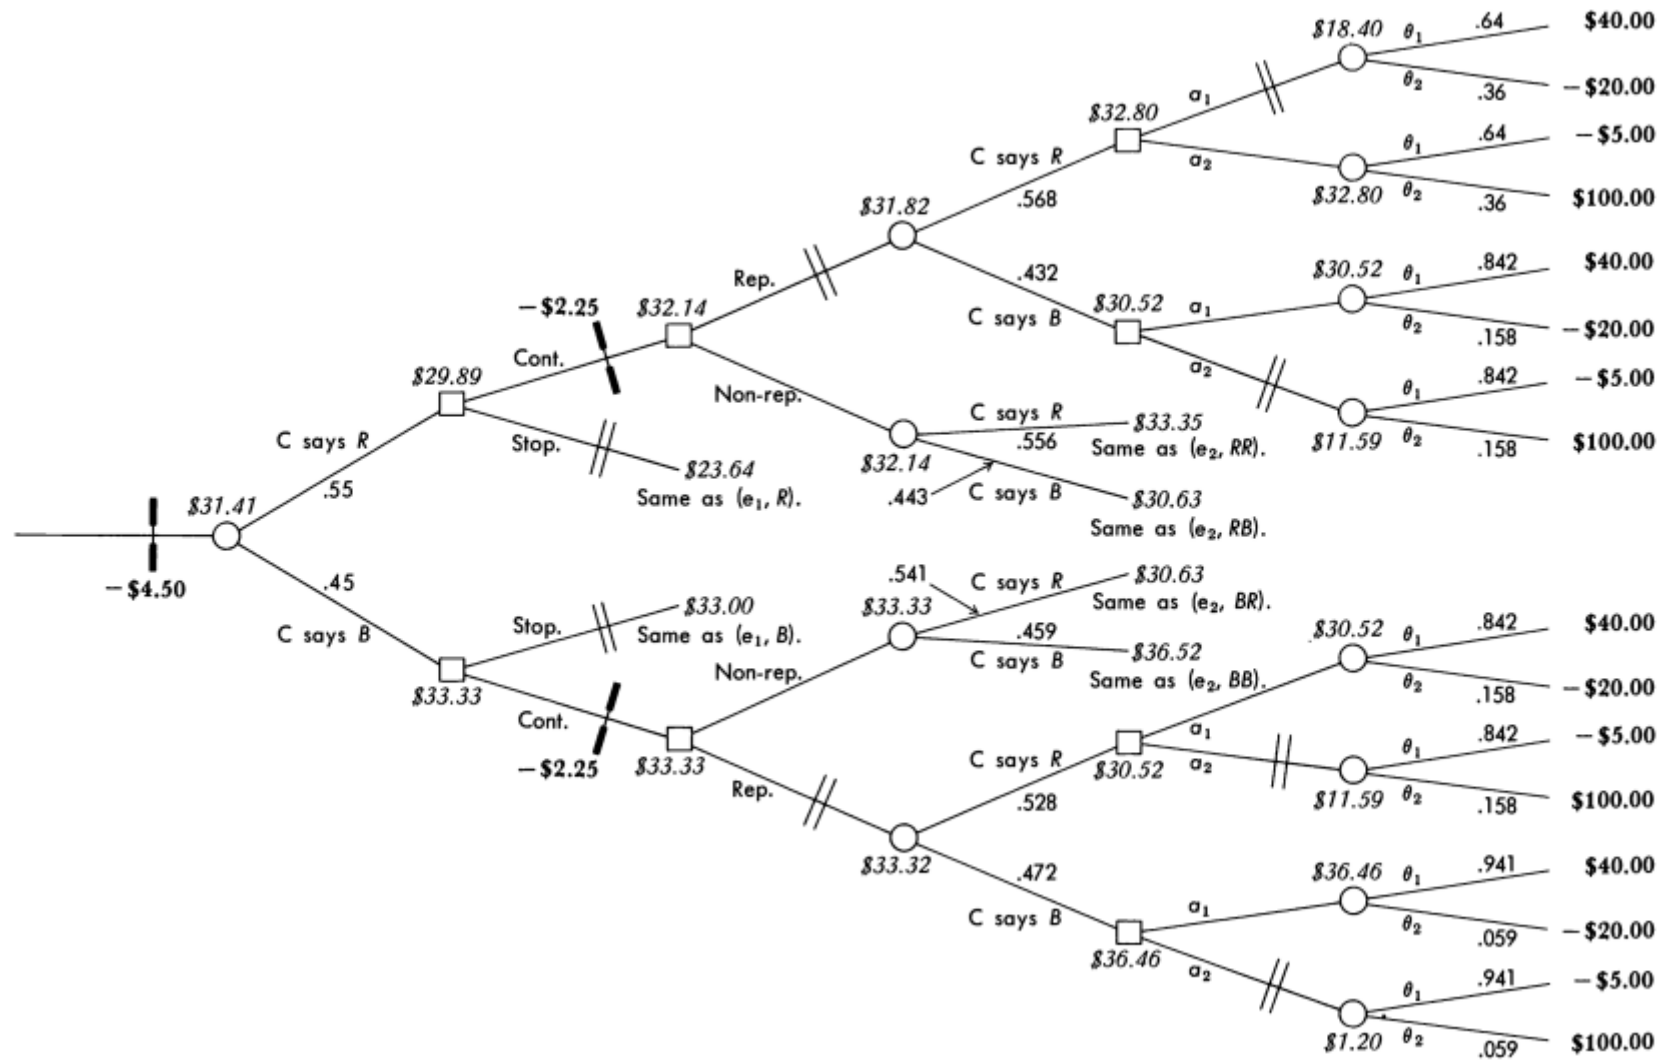 $18.40 θ₁ .64 $40.00
θ₂ .36 −$20.00
a₁
$32.80
θ₁ .64 −$5.00
C says R
a₂
.568
$32.80 θ₂ .36 $100.00
$31.82
Rep.
.432
$30.52 θ₁ .842 $40.00
−$2.25
$32.14
$30.52
a₁
C says B
θ₂ .158 −$20.00
Cont.
a₂
θ₁ .842 −$5.00
$29.89
Non-rep.
C says R
.556
$33.35
Same as (e₂, RR).
$11.59 θ₂ .158 $100.00
C says R
Stop.
$32.14
$23.64
Same as (e₁, R).
.443
C says B
$30.63
Same as (e₂, RB).
.55
$31.41
−$4.50
.45
C says B
.541
C says R
$30.63
Same as (e₂, BR).
$33.00
Same as (e₁, B).
Stop.
$33.33
.459
C says B
$36.52
Same as (e₂, BB).
$30.52 θ₁ .842 $40.00
θ₂ .158 −$20.00
Non-rep.
$33.33
Cont.
a₁
θ₁ .842 −$5.00
−$2.25
$33.33
C says R
$30.52
a₂
Rep.
.528
$11.59 θ₂ .158 $100.00
$33.32
.472
$36.46 θ₁ .941 $40.00
C says B
a₁
θ₂ .059 −$20.00
$36.46
a₂
θ₁ .941 −$5.00
$1.20 θ₂ .059 $100.00